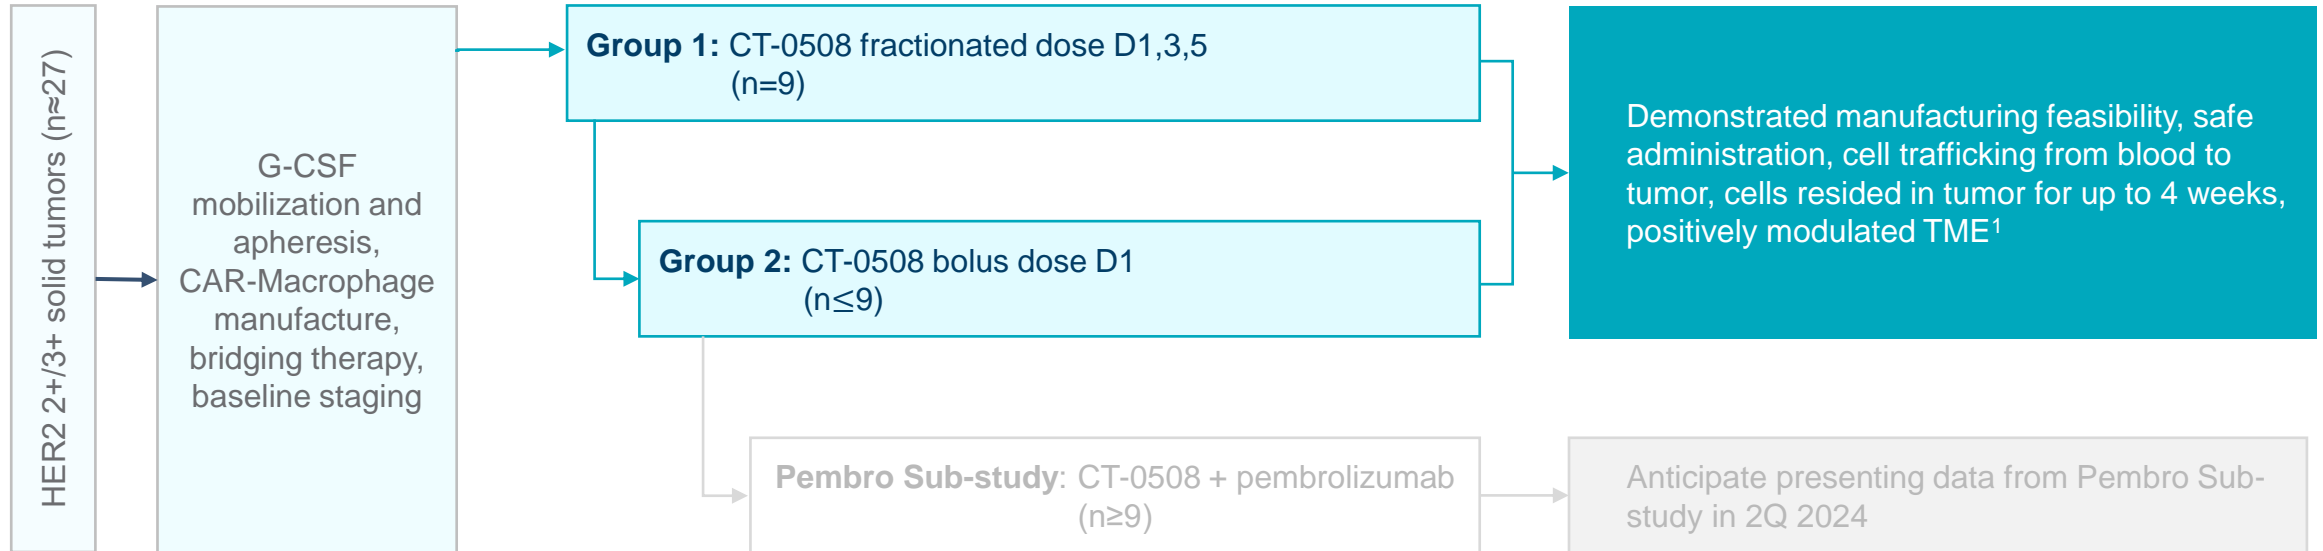 HER2 2+/3+ solid tumors (n≈27)
G-CSF
mobilization and
apheresis,
CAR-Macrophage
manufacture,
bridging therapy,
baseline staging
Group 1: CT-0508 fractionated dose D1,3,5
(n=9)
Group 2: CT-0508 bolus dose D1
(n≤9)
Pembro Sub-study: CT-0508 + pembrolizumab
(n≥9)
Demonstrated manufacturing feasibility, safe
administration, cell trafficking from blood to
tumor, cells resided in tumor for up to 4 weeks,
positively modulated TME¹
Anticipate presenting data from Pembro Sub-
study in 2Q 2024